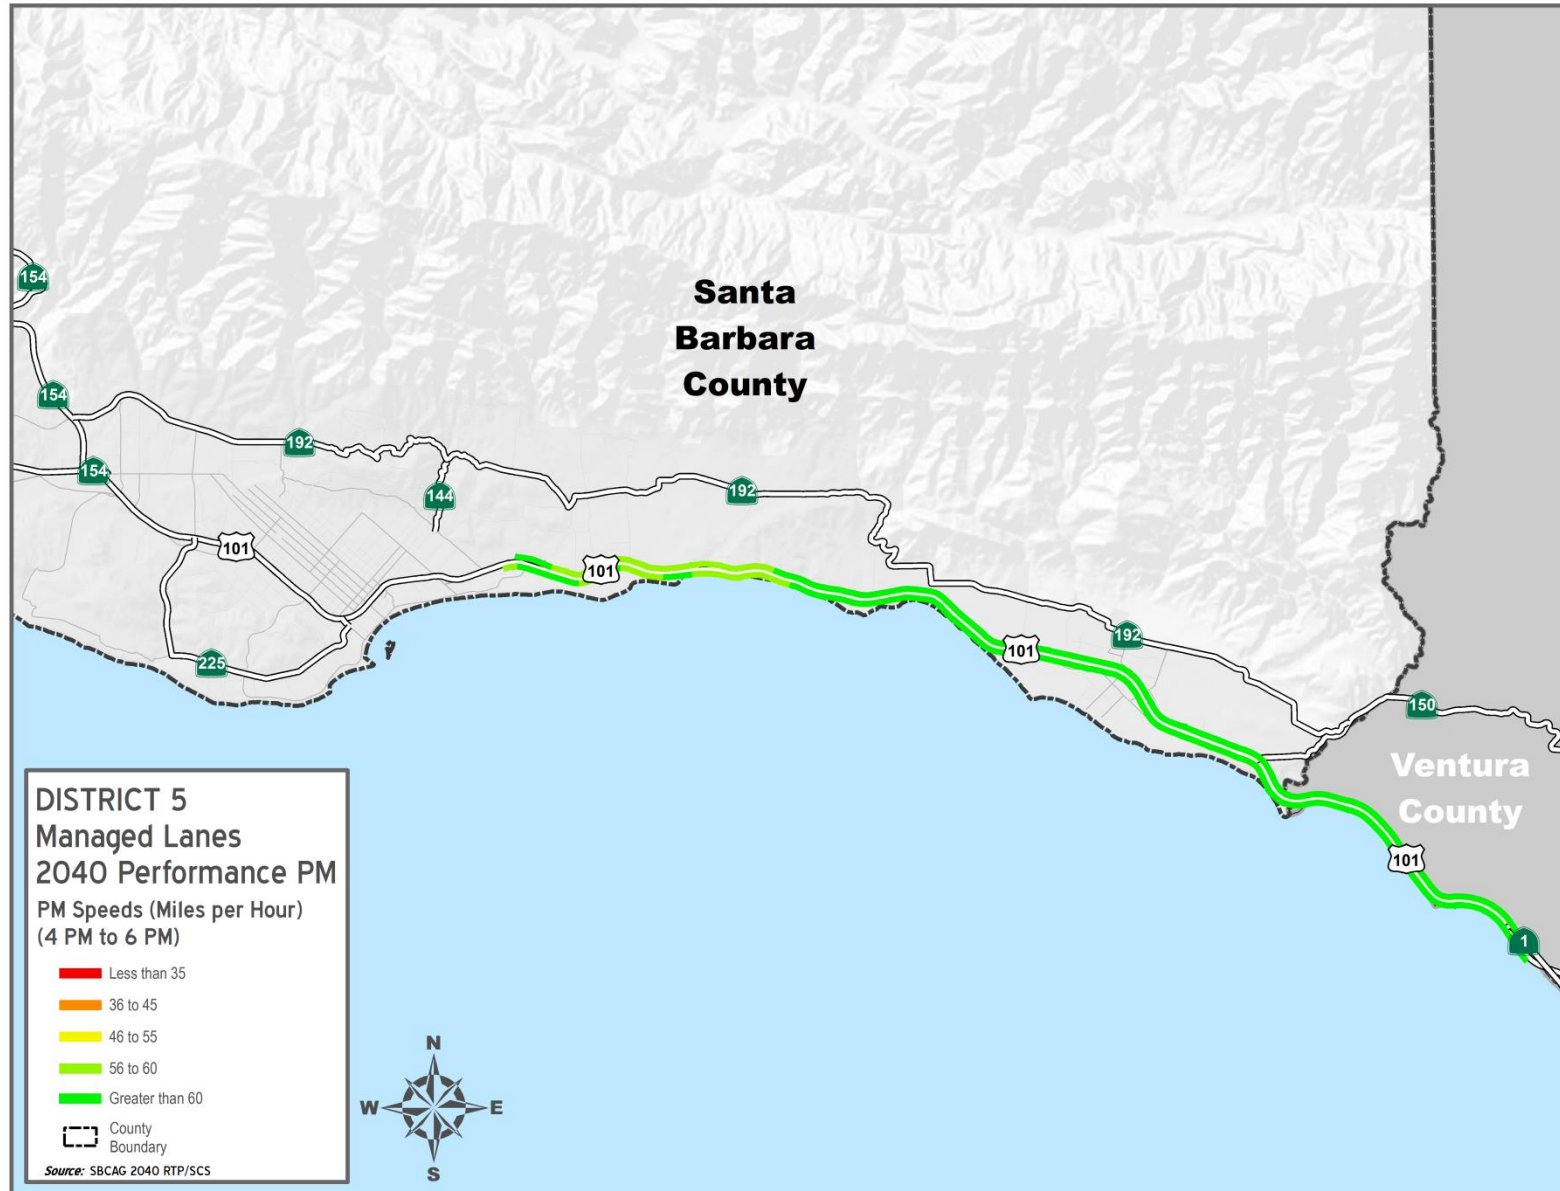 Santa
Barbara
County
154
154
192
154
144
192
101
101
225
192
101
150
Ventura
County
101
1
DISTRICT 5
Managed Lanes
2040 Performance PM
PM Speeds (Miles per Hour)
(4 PM to 6 PM)
Less than 35
36 to 45
46 to 55
56 to 60
Greater than 60
County
Boundary
Source: SBCAG 2040 RTP/SCS
N
W
E
S